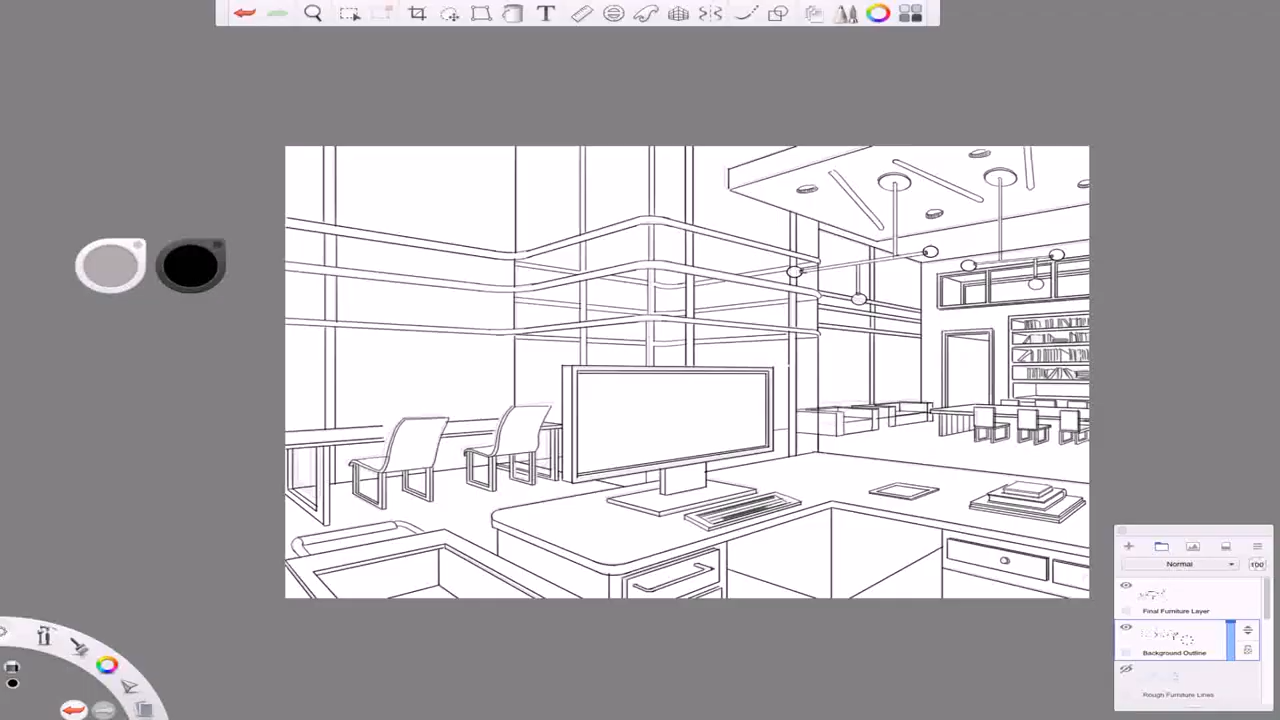 T
Normal
100
Final Furniture Layer
Background Outline
Rough Furniture Lines